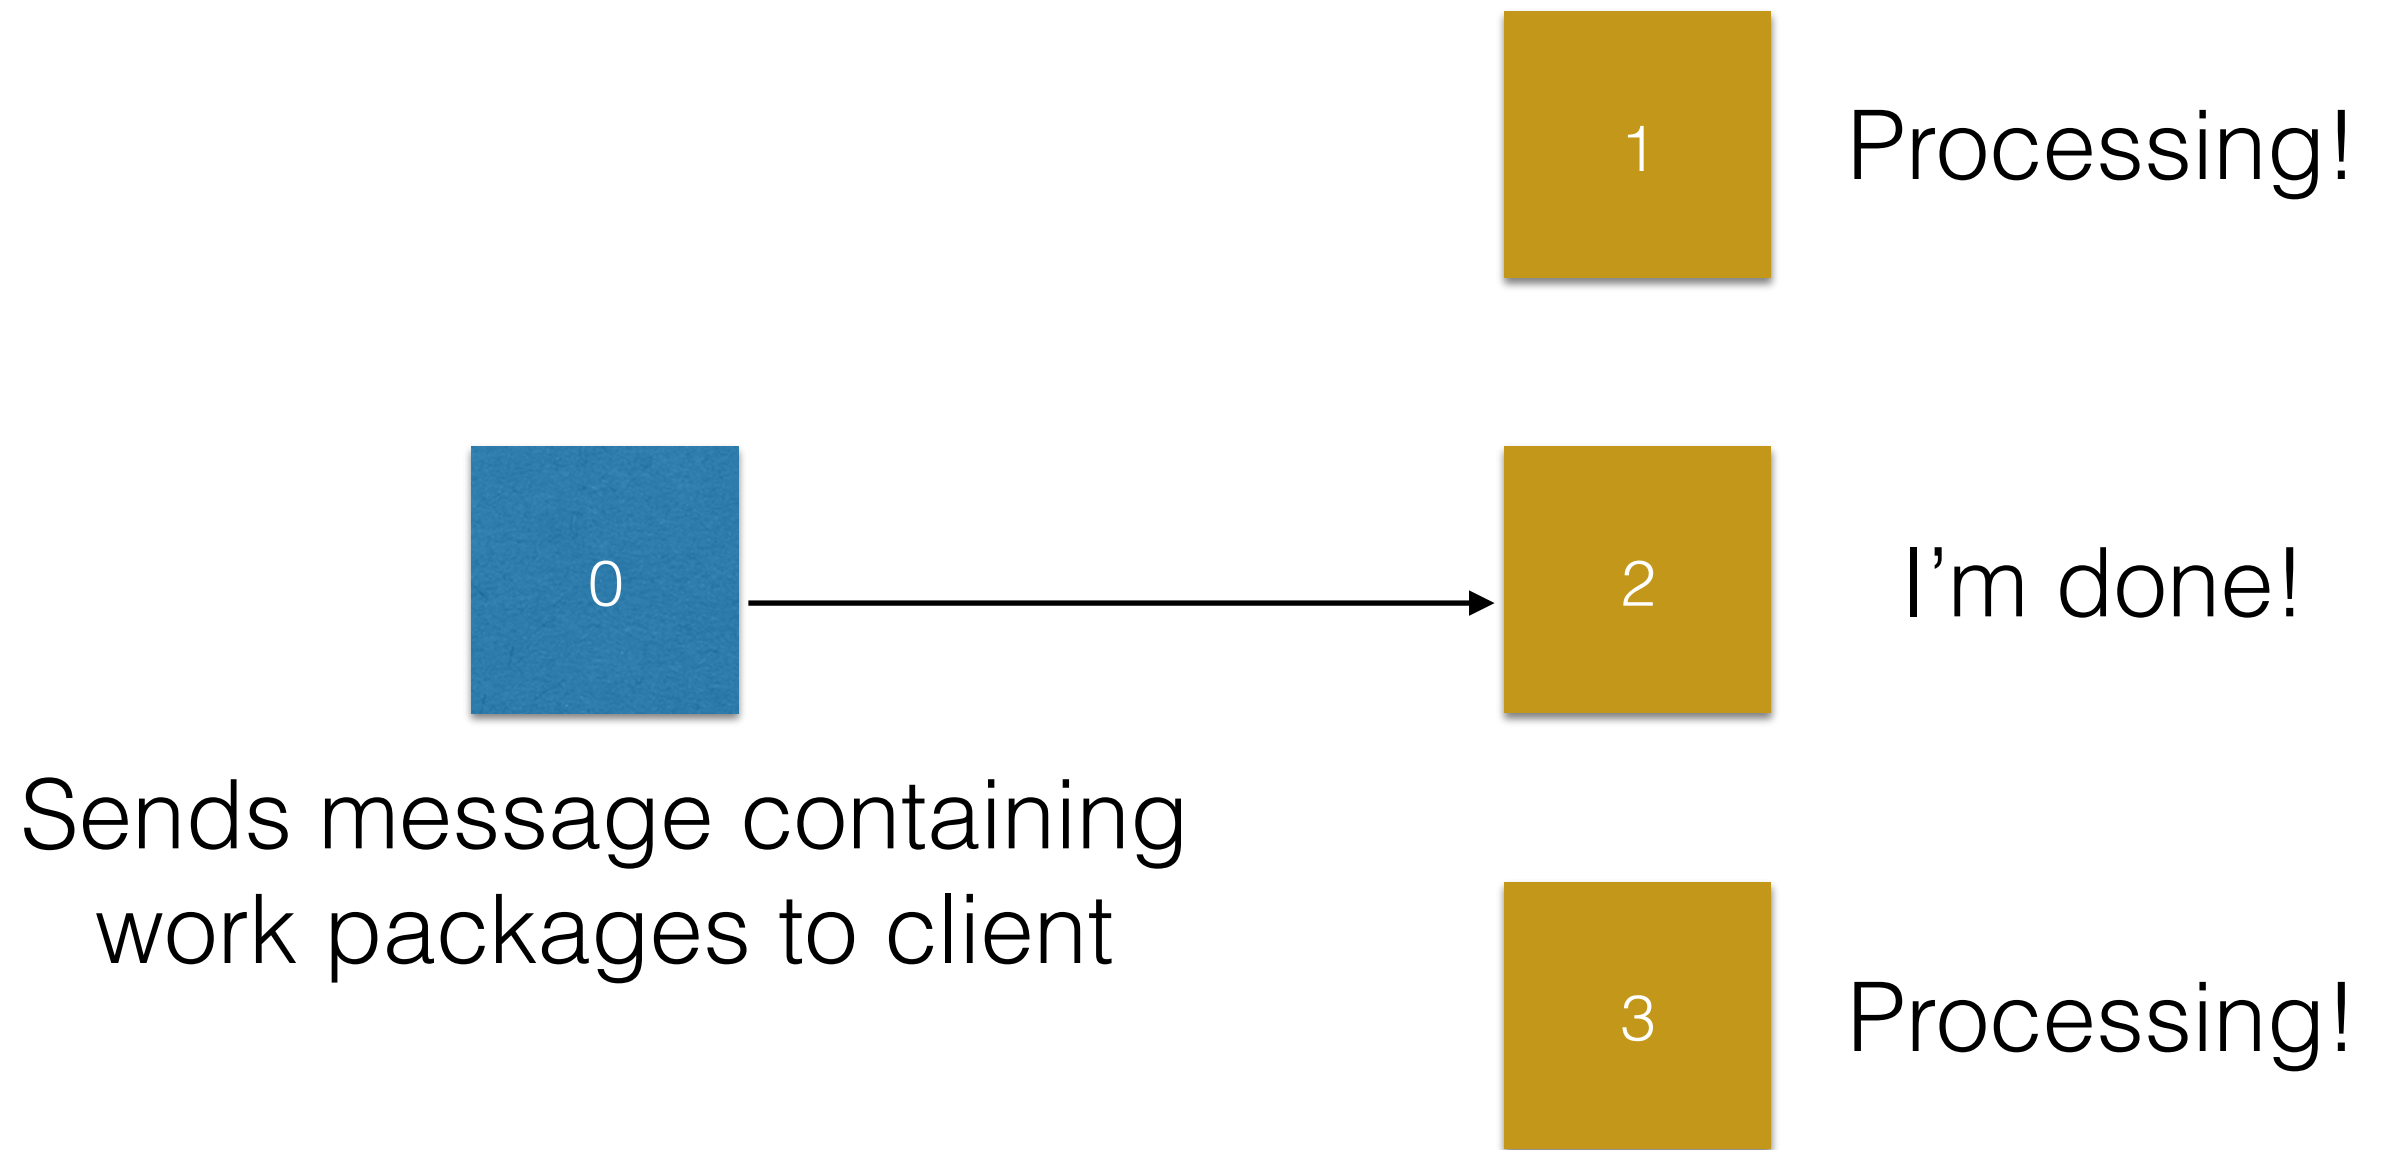 1
Processing!
0
2
I’m done!
Sends message containing
work packages to client
3
Processing!